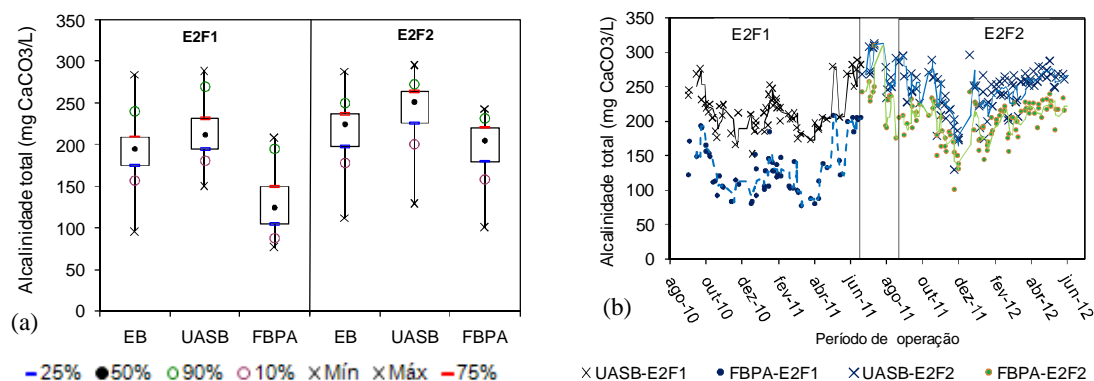 350
300
250
200
150
100
50
0
Alcalinidade total (mg CaCO3/L)
E2F1
E2F2
EB
UASB
FBPA
EB
UASB
FBPA
(a)
25%
50%
90%
10%
Mín
Máx
75%
350
300
250
200
150
100
50
0
Alcalinidade total (mg CaCO3/L)
E2F1
E2F2
ago-10
out-10
dez-10
fev-11
abr-11
jun-11
ago-11
out-11
dez-11
fev-12
abr-12
jun-12
(b)
Período de operação
UASB-E2F1
FBPA-E2F1
UASB-E2F2
FBPA-E2F2